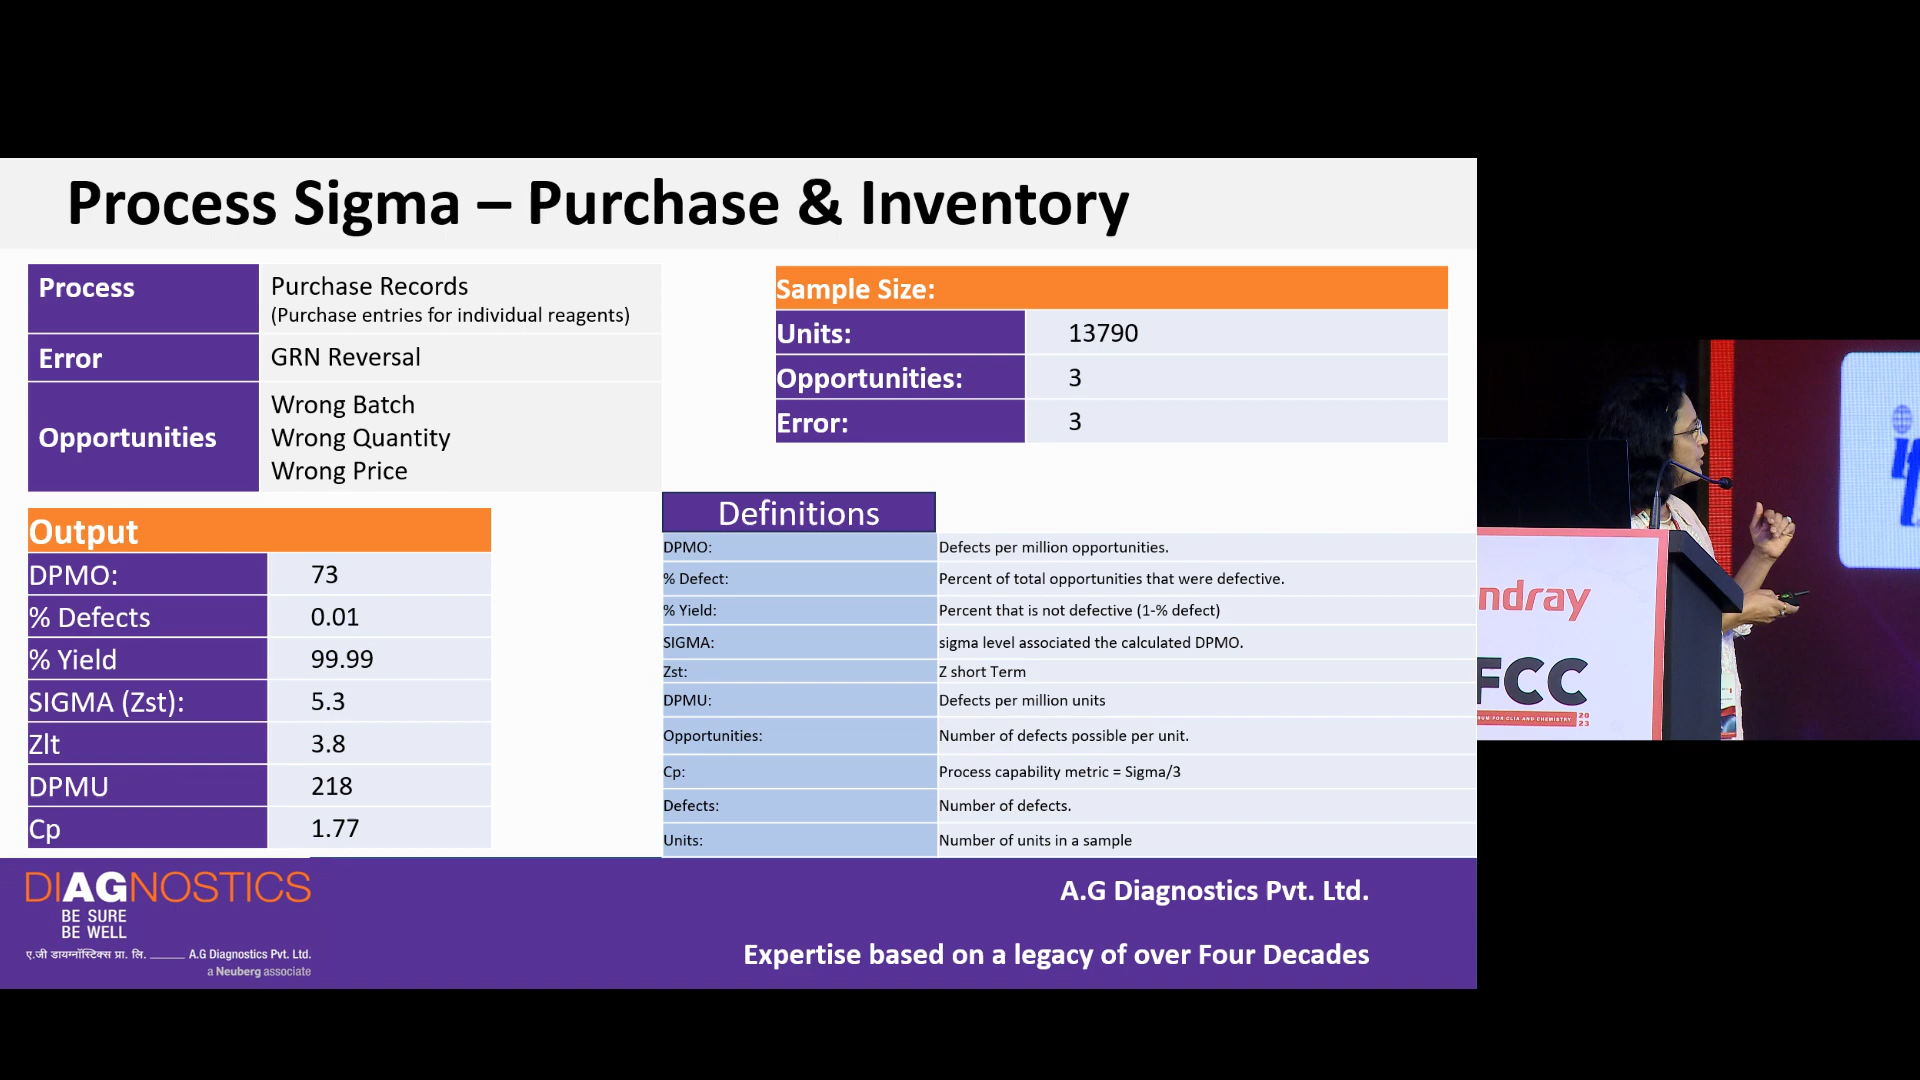 Process Sigma – Purchase & Inventory
Process
Purchase Records
(Purchase entries for individual reagents)
Error
GRN Reversal
Opportunities
Wrong Batch
Wrong Quantity
Wrong Price
Sample Size:
Units: 13790
Opportunities: 3
Error: 3
Output
DPMO: 73
% Defects 0.01
% Yield 99.99
SIGMA (Zst): 5.3
Zlt 3.8
DPMU 218
Cp 1.77
Definitions
DPMO: Defects per million opportunities.
% Defect: Percent of total opportunities that were defective.
% Yield: Percent that is not defective (1-% defect)
SIGMA: sigma level associated the calculated DPMO.
Zst: Z short Term
DPMU: Defects per million units
Opportunities: Number of defects possible per unit.
Cp: Process capability metric = Sigma/3
Defects: Number of defects.
Units: Number of units in a sample
DIAGNOSTICS
BE SURE
BE WELL
ए.जी डायग्नॉस्टिक्स प्रा. लि. A.G Diagnostics Pvt. Ltd.
a Neuberg associate
A.G Diagnostics Pvt. Ltd.
Expertise based on a legacy of over Four Decades
ndray
FCC
RUM FOR CLIA AND CHEMISTRY 20
23